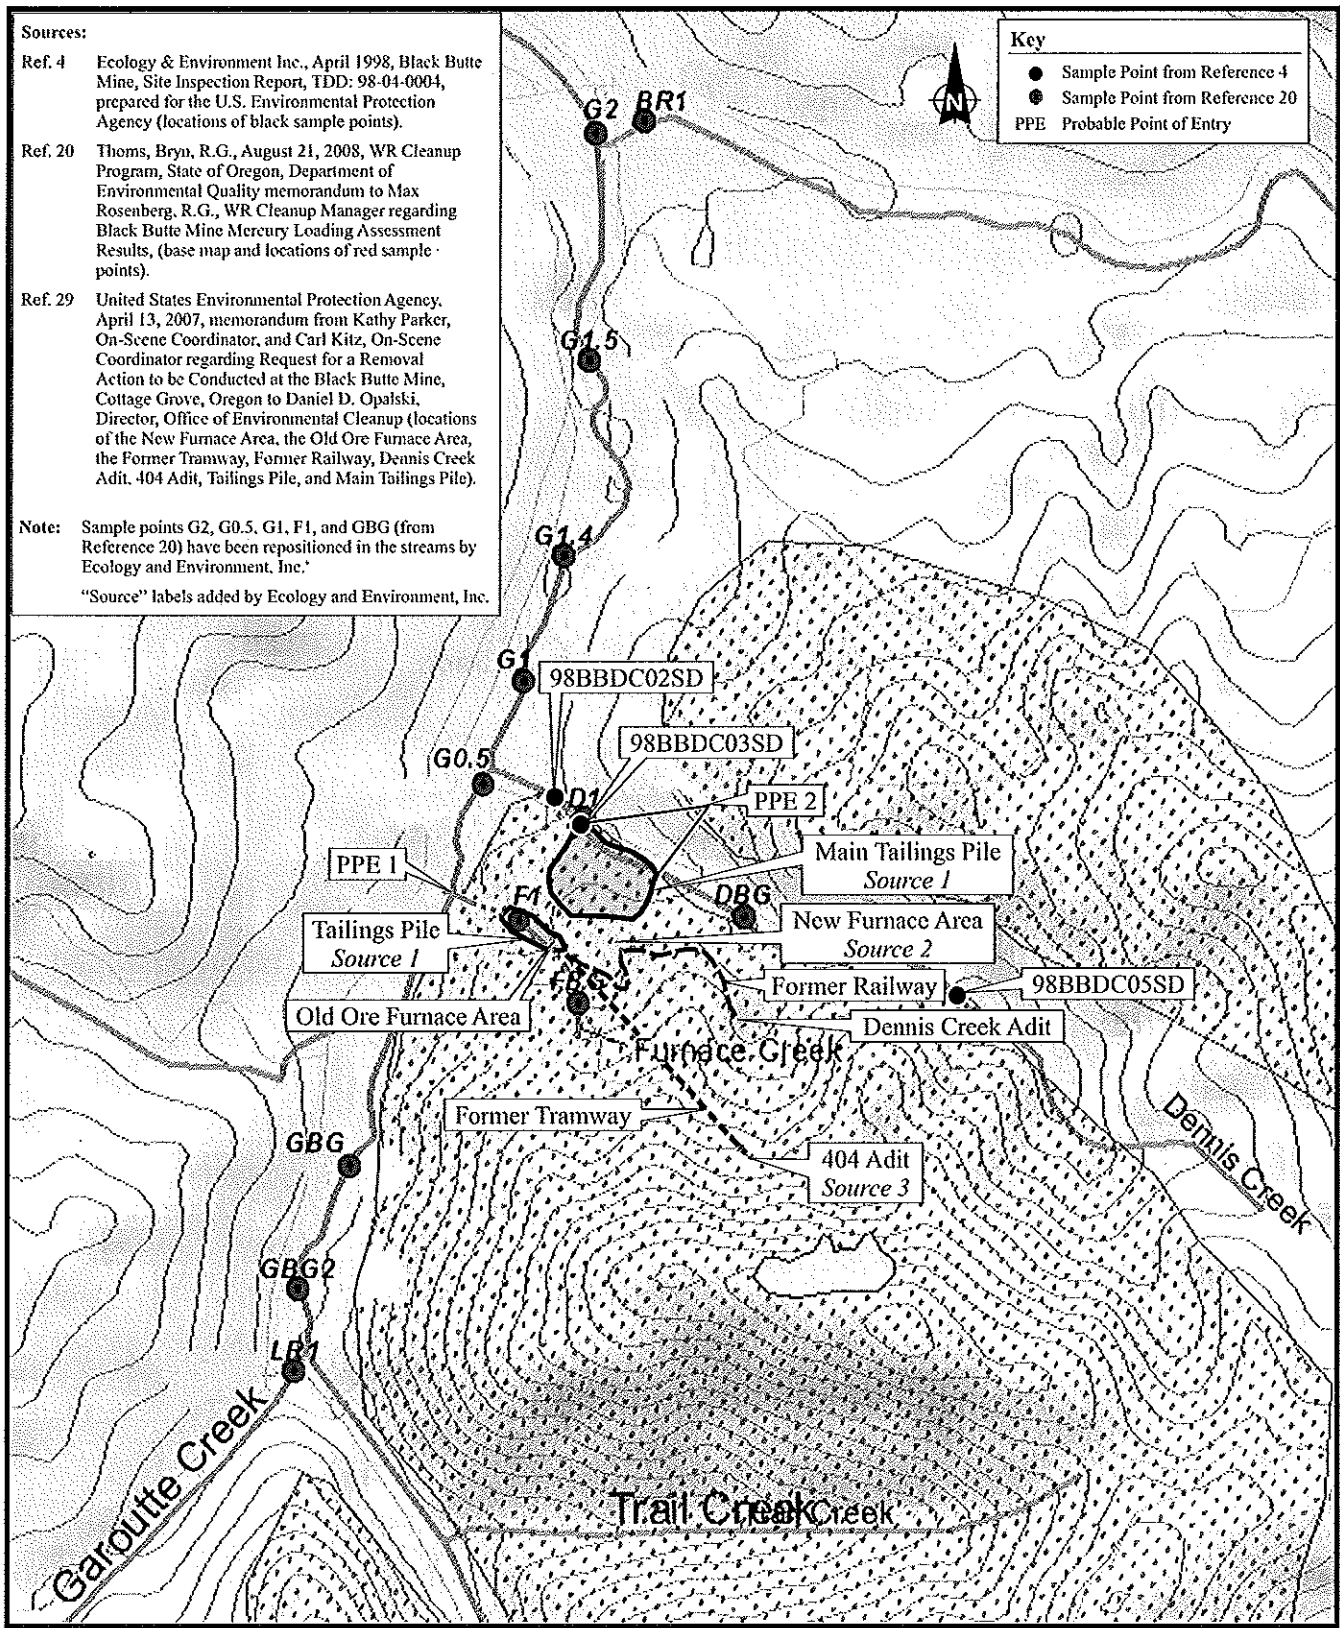 Sources:
Ref. 4 Ecology & Environment Inc., April 1998, Black Butte
Mine, Site Inspection Report, TDD: 98-04-0004,
prepared for the U.S. Environmental Protection
Agency (locations of black sample points).
Ref. 20 Thoms, Bryn, R.G., August 21, 2008, WR Cleanup
Program, State of Oregon, Department of
Environmental Quality memorandum to Max
Rosenberg, R.G., WR Cleanup Manager regarding
Black Butte Mine Mercury Loading Assessment
Results, (base map and locations of red sample
points).
Ref. 29 United States Environmental Protection Agency,
April 13, 2007, memorandum from Kathy Parker,
On-Scene Coordinator, and Carl Kitz, On-Scene
Coordinator regarding Request for a Removal
Action to be Conducted at the Black Butte Mine,
Cottage Grove, Oregon to Daniel D. Opalski,
Director, Office of Environmental Cleanup (locations
of the New Furnace Area, the Old Ore Furnace Area,
the Former Tramway, Former Railway, Dennis Creek
Adit, 404 Adit, Tailings Pile, and Main Tailings Pile).
Note: Sample points G2, G0.5, G1, F1, and GBG (from
Reference 20) have been repositioned in the streams by
Ecology and Environment, Inc.
"Source" labels added by Ecology and Environment, Inc.
Key
Sample Point from Reference 4
Sample Point from Reference 20
PPE Probable Point of Entry
N
G2
BR1
G1.5
G1.4
G1
98BBDC02SD
98BBDC03SD
G0.5
D1
PPE 2
Main Tailings Pile
Source 1
PPE 1
F1
DBG
Tailings Pile
Source 1
New Furnace Area
Source 2
Former Railway
98BBDC05SD
Old Ore Furnace Area
Dennis Creek Adit
Furnace Creek
Former Tramway
Dennis Creek
GBG
404 Adit
Source 3
GBG2
LR1
Garoutte Creek
Trail Creek
Creek